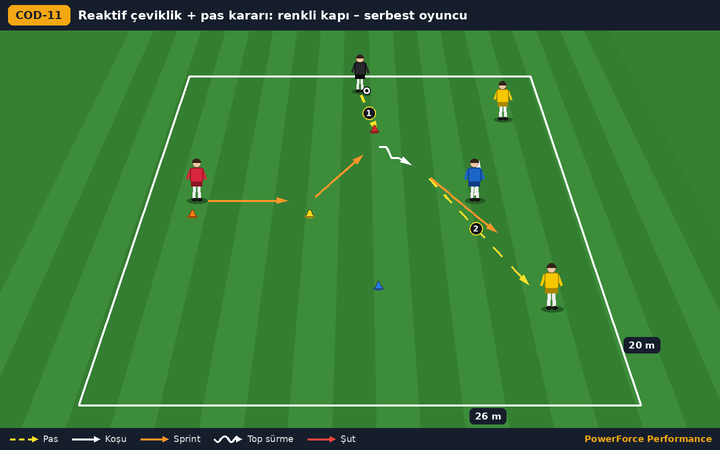 COD-11 Reaktif çeviklik + pas kararı: renkli kapı – serbest oyuncu
1
2
20 m
26 m
Pas Koşu Sprint Top sürme Şut PowerForce Performance